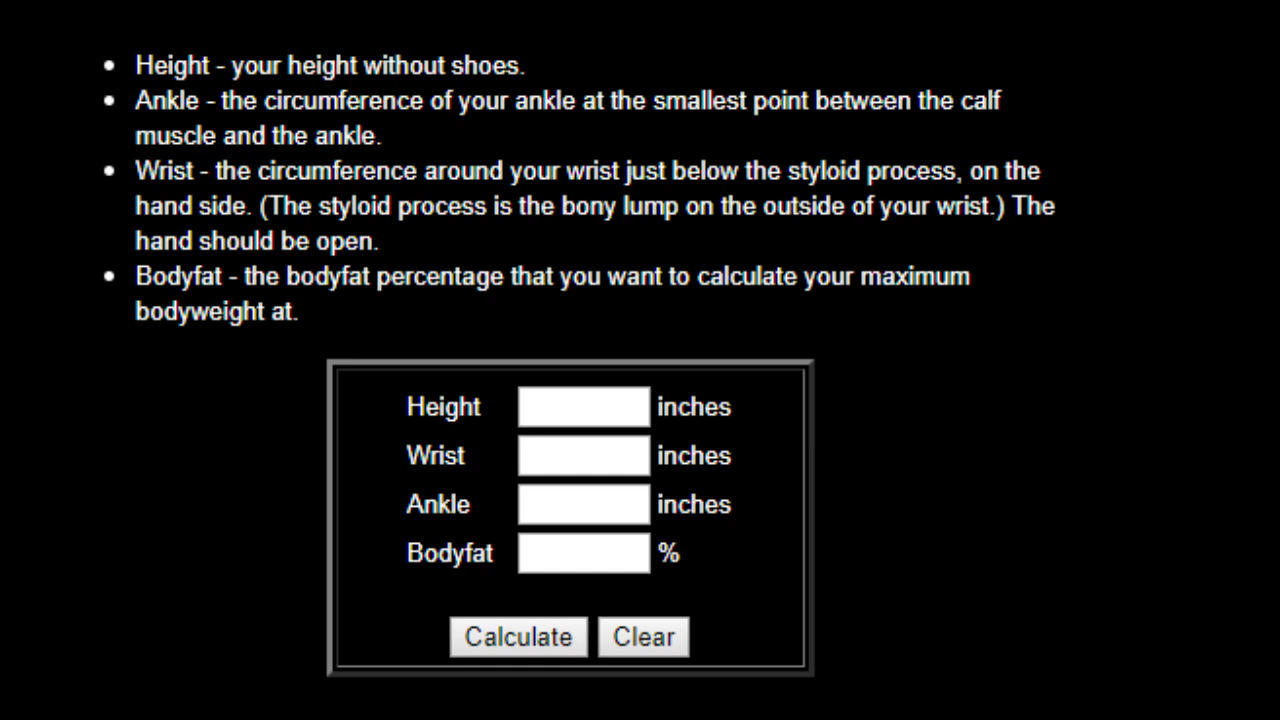 Height - your height without shoes.
Ankle - the circumference of your ankle at the smallest point between the calf
muscle and the ankle.
Wrist - the circumference around your wrist just below the styloid process, on the
hand side. (The styloid process is the bony lump on the outside of your wrist.) The
hand should be open.
Bodyfat - the bodyfat percentage that you want to calculate your maximum
bodyweight at.
Height inches
Wrist inches
Ankle inches
Bodyfat %
Calculate Clear